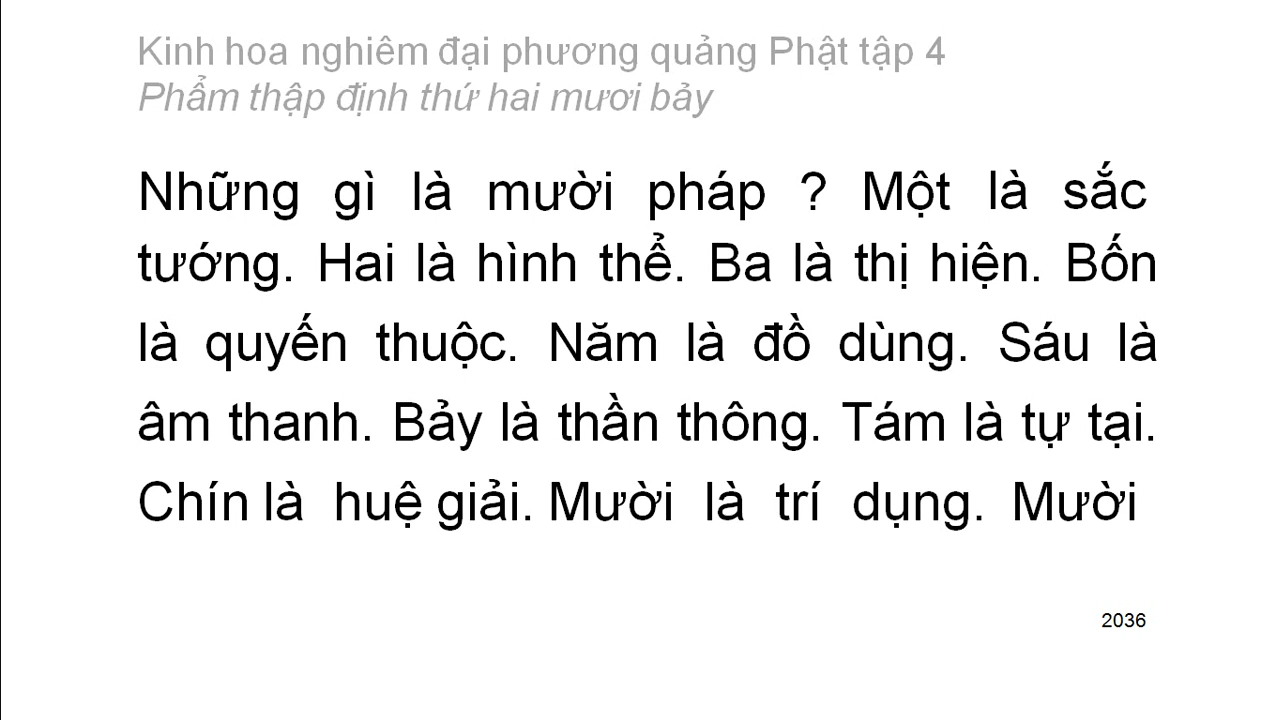 Kinh hoa nghiêm đại phương quảng Phật tập 4
Phẩm thập định thứ hai mươi bảy
Những gì là mười pháp ? Một là sắc
tướng. Hai là hình thể. Ba là thị hiện. Bốn
là quyến thuộc. Năm là đồ dùng. Sáu là
âm thanh. Bảy là thần thông. Tám là tự tại.
Chín là huệ giải. Mười là trí dụng. Mười
2036